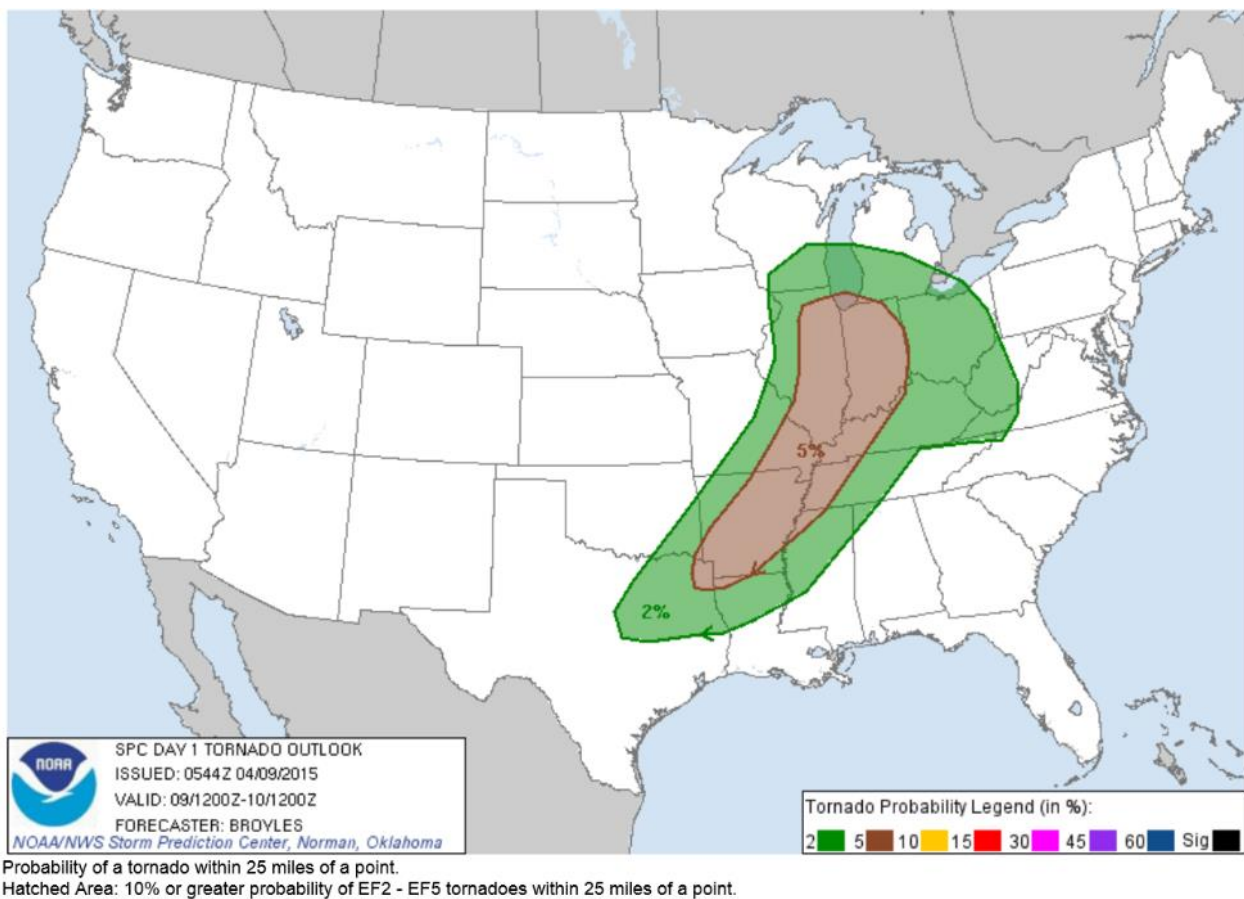 5%
2%
NOAA
SPC DAY 1 TORNADO OUTLOOK
ISSUED: 0544Z 04/09/2015
VALID: 09/1200Z-10/1200Z
FORECASTER: BROYLES
NOAA/NWS Storm Prediction Center, Norman, Oklahoma
Tornado Probability Legend (in %):
2 5 10 15 30 45 60 Sig
Probability of a tornado within 25 miles of a point.
Hatched Area: 10% or greater probability of EF2 - EF5 tornadoes within 25 miles of a point.